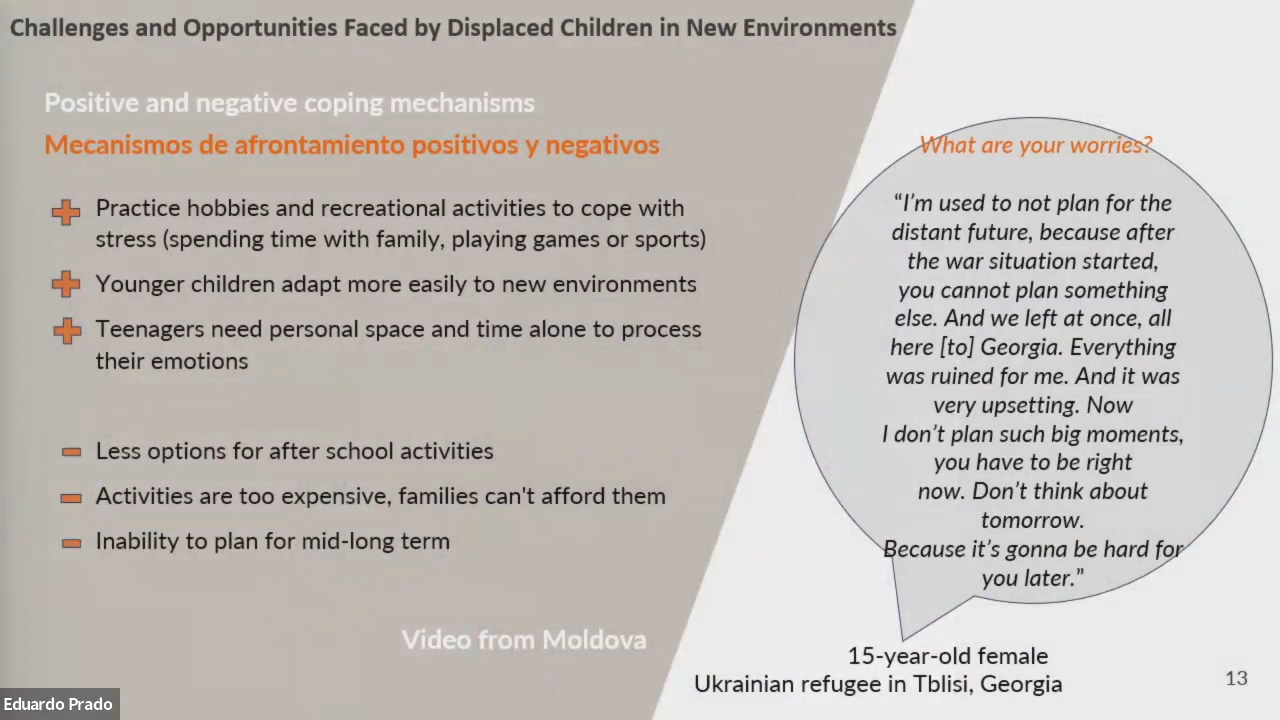 Challenges and Opportunities Faced by Displaced Children in New Environments
Positive and negative coping mechanisms
Mecanismos de afrontamiento positivos y negativos
Practice hobbies and recreational activities to cope with
stress (spending time with family, playing games or sports)
Younger children adapt more easily to new environments
Teenagers need personal space and time alone to process
their emotions
Less options for after school activities
Activities are too expensive, families can't afford them
Inability to plan for mid-long term
Video from Moldova
What are your worries?
“I’m used to not plan for the
distant future, because after
the war situation started,
you cannot plan something
else. And we left at once, all
here [to] Georgia. Everything
was ruined for me. And it was
very upsetting. Now
I don’t plan such big moments,
you have to be right
now. Don’t think about
tomorrow.
Because it’s gonna be hard for
you later.”
15-year-old female
Ukrainian refugee in Tblisi, Georgia
13
Eduardo Prado